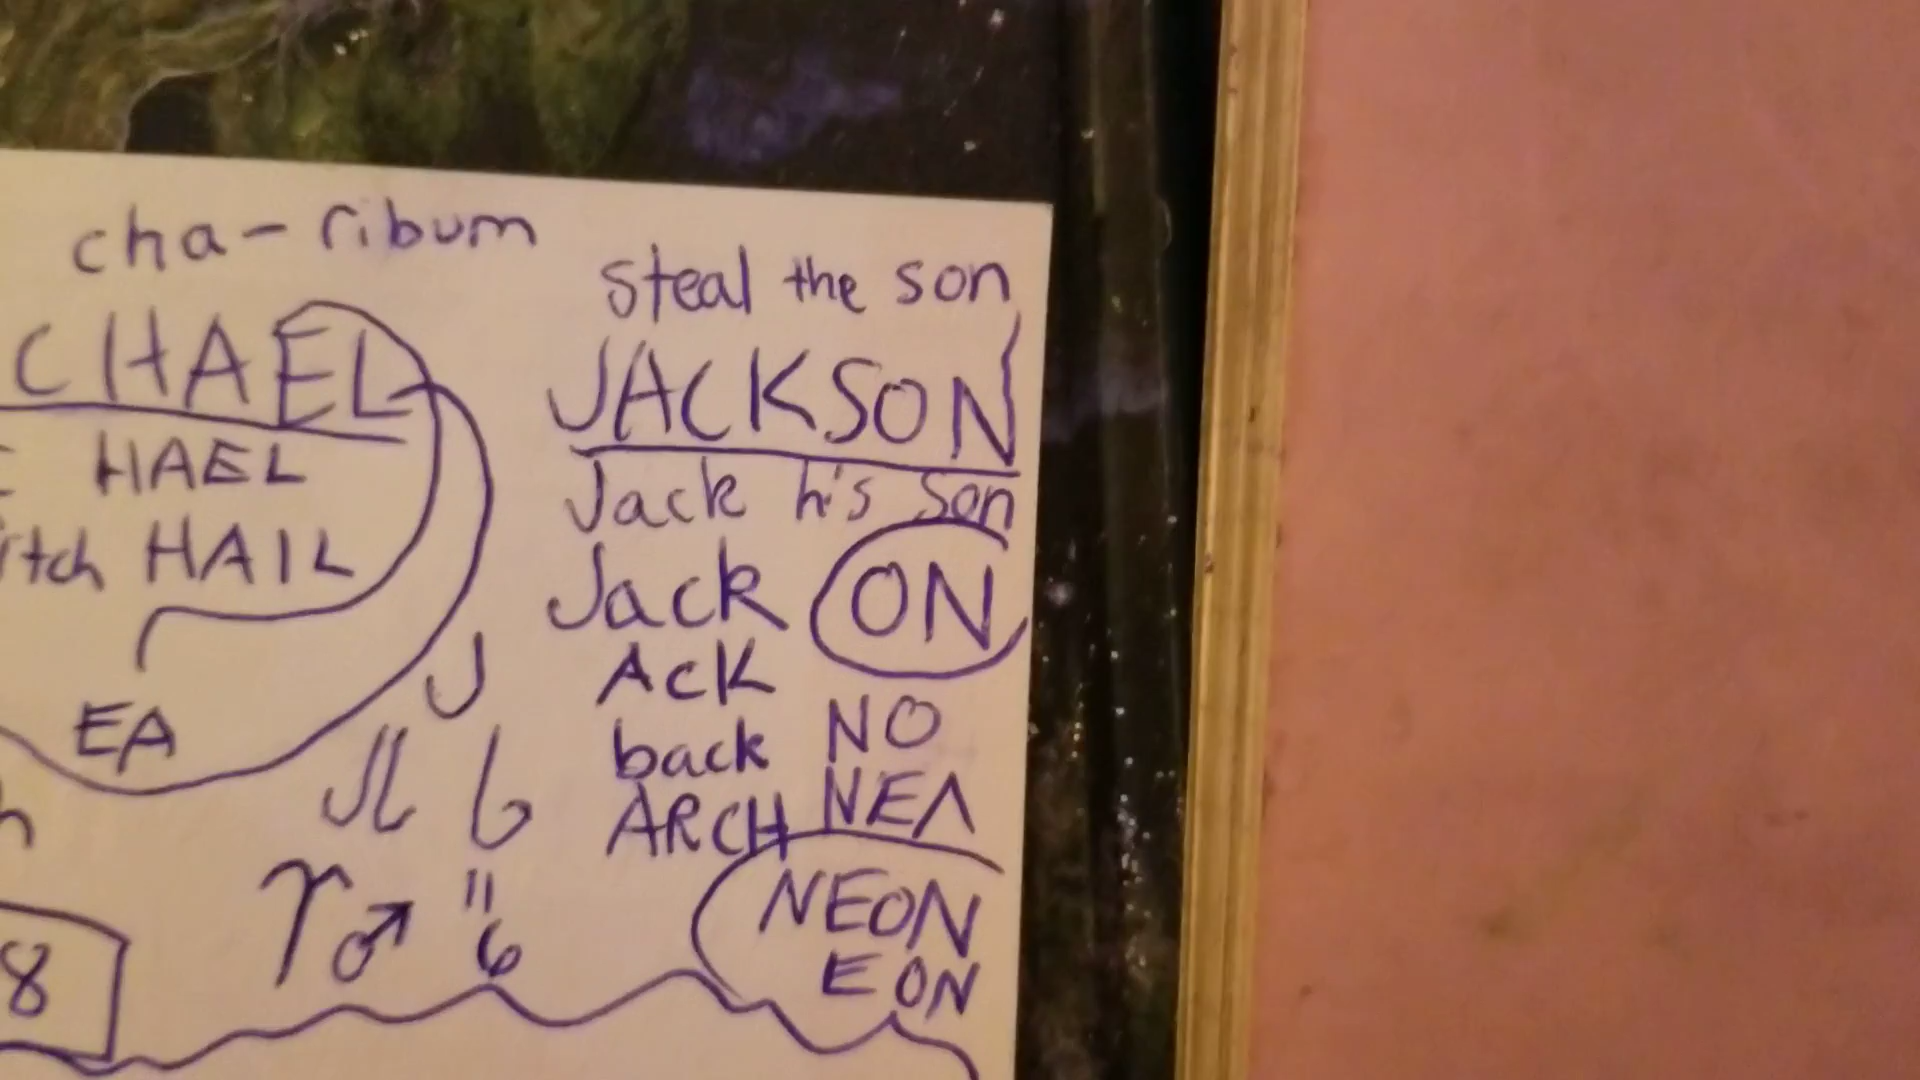 cha-ribum
steal the son
CHAEL
JACKSON
HAEL
Jack his son
itch HAIL
Jack ON
ACK
EA
back NO
ARCH NEA
♈ ♂ 6
NEON
8
EON